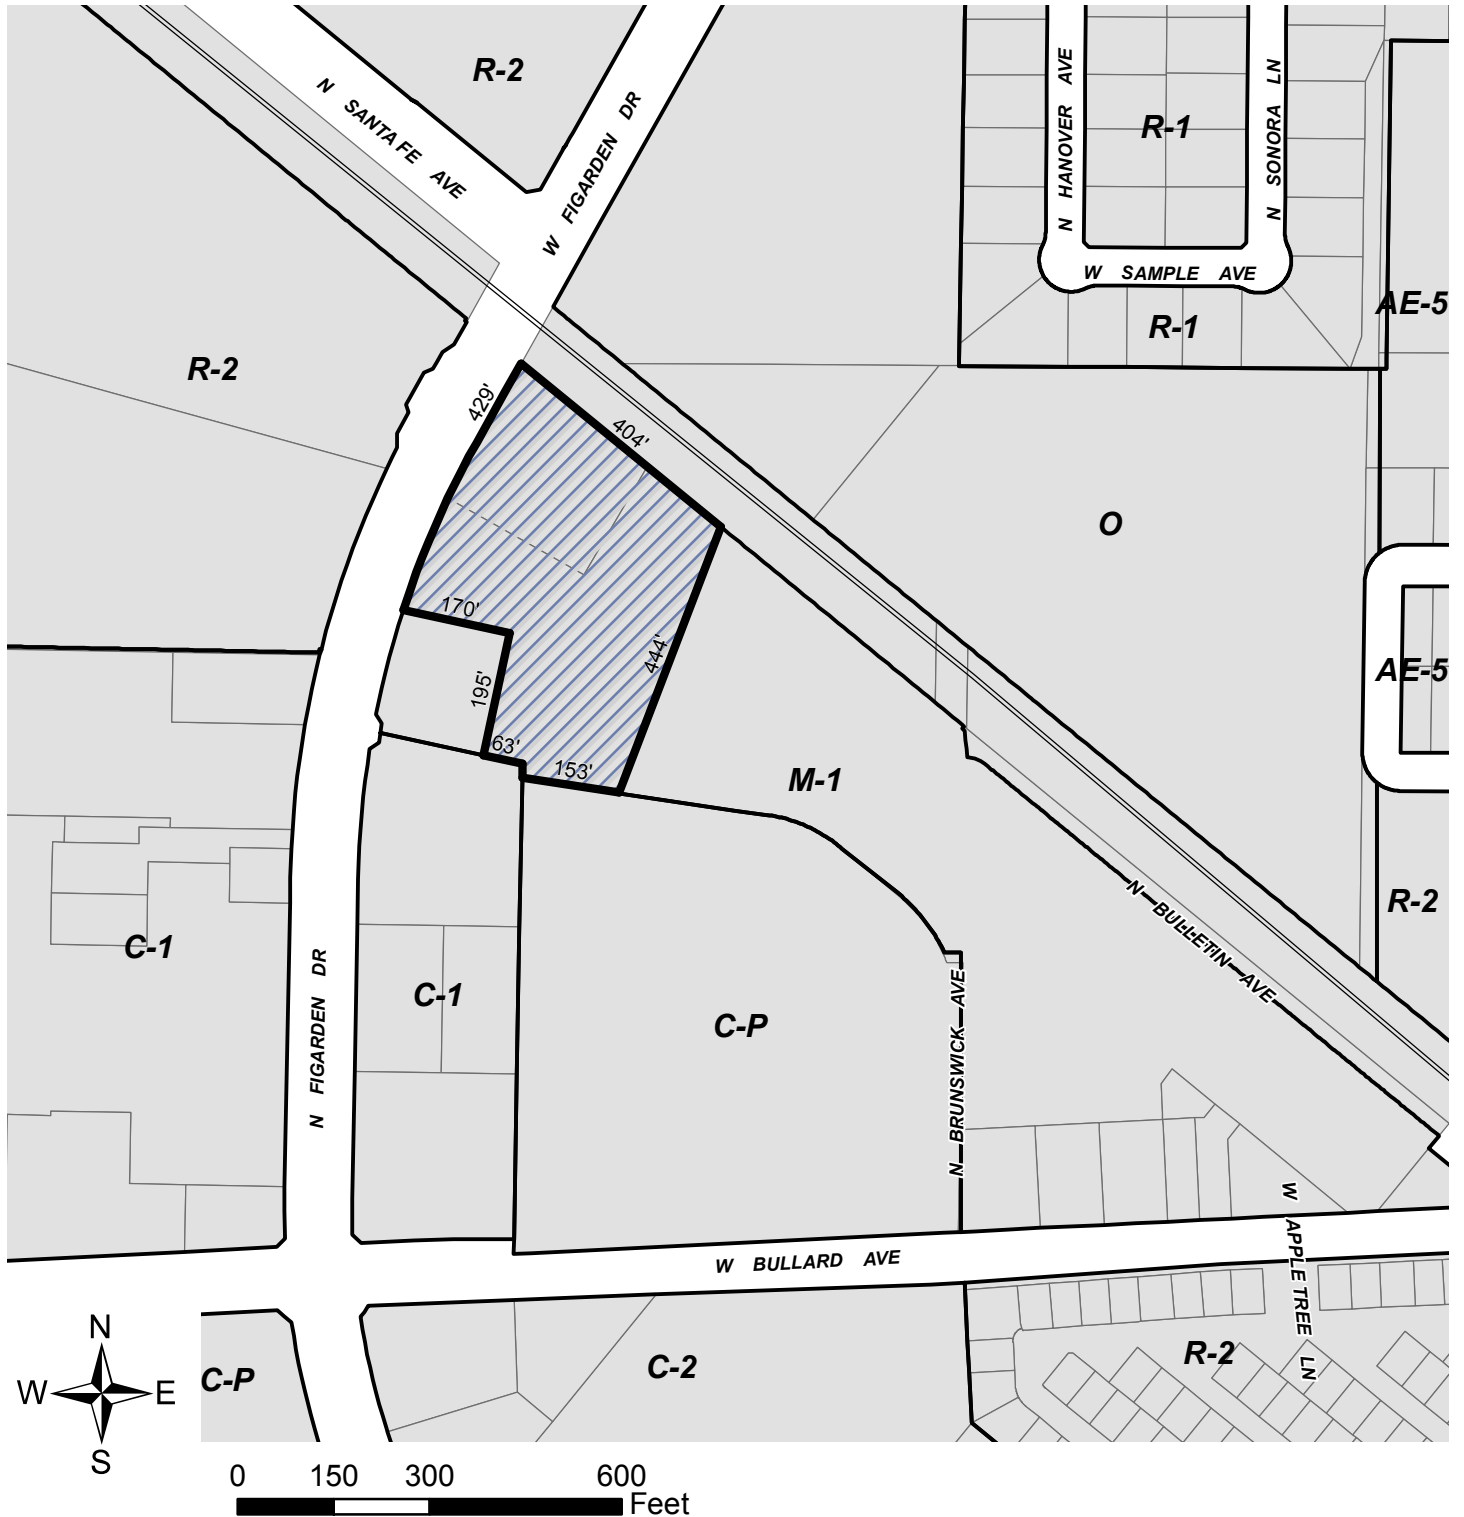 R-2
N SANTA FE AVE
W FIGARDEN DR
N HANOVER AVE
R-1
N SONORA LN
W SAMPLE AVE
R-1
AE-5
R-2
429'
404'
O
170'
195'
444'
63'
153'
AE-5
M-1
R-2
N BULLETIN AVE
C-1
N FIGARDEN DR
C-1
C-P
N BRUNSWICK AVE
W BULLARD AVE
W APPLE TREE LN
C-P
C-2
R-2
N
W E
S
0 150 300 600
Feet